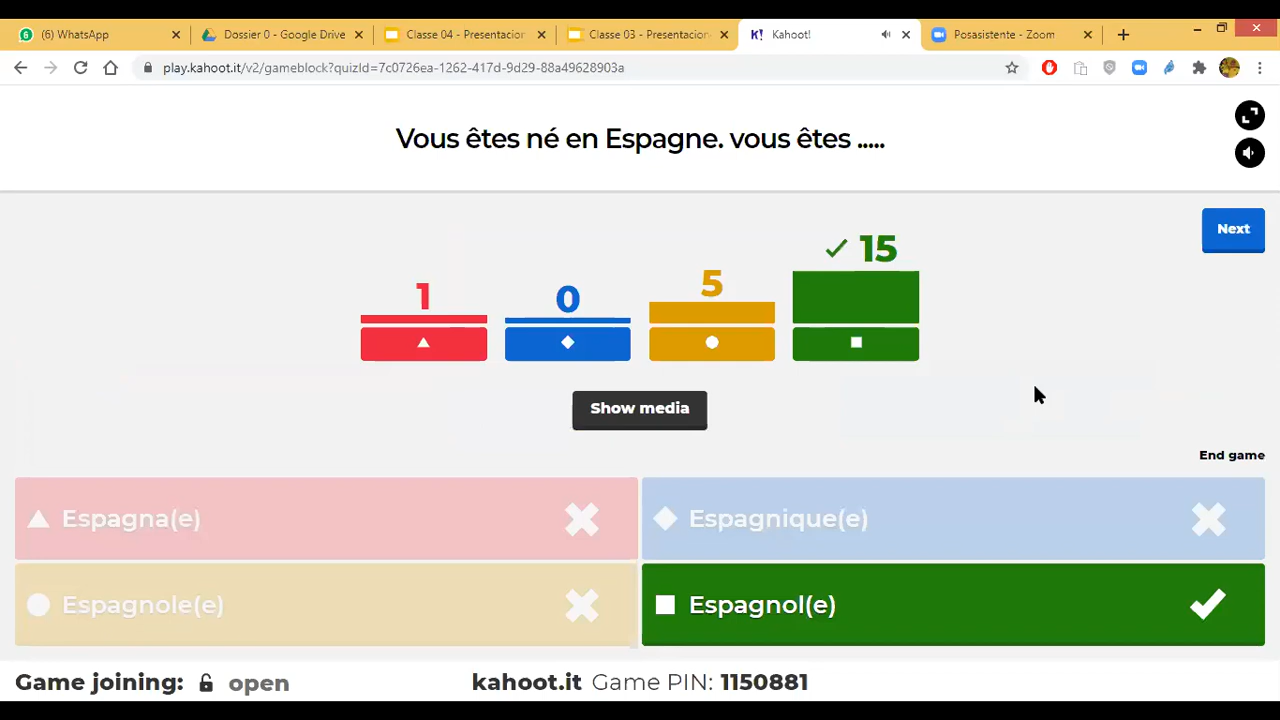 (6) WhatsApp
Dossier 0 - Google Drive
Classe 04 - Presentacion
Classe 03 - Presentacion
K! Kahoot!
Posasistente - Zoom
play.kahoot.it/v2/gameblock?quizId=7c0726ea-1262-417d-9d29-88a49628903a
Vous êtes né en Espagne. vous êtes .....
Next
1
0
5
15
Show media
End game
Espagna(e)
Espagnique(e)
Espagnole(e)
Espagnol(e)
Game joining: open
kahoot.it Game PIN: 1150881